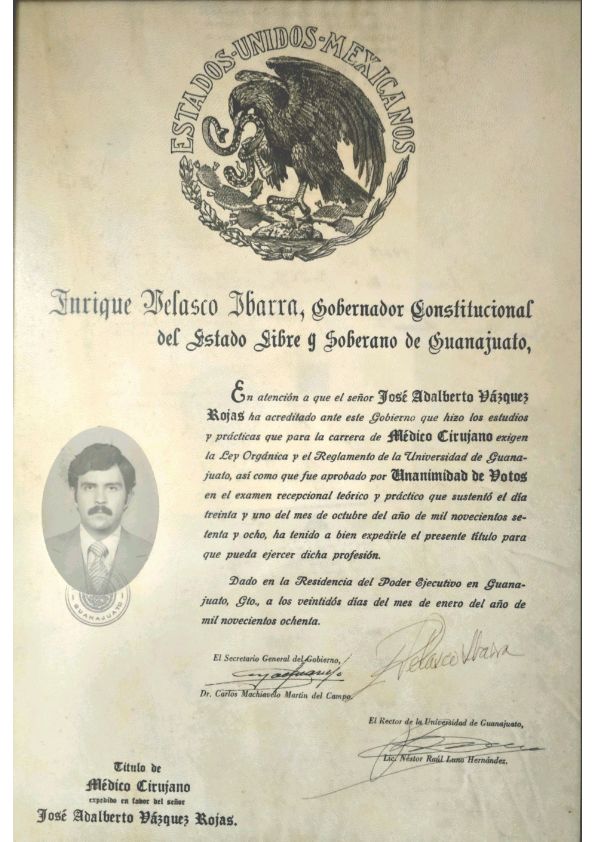 ESTADOS·UNIDOS·MEXICANOS
Enrique Velasco Ibarra, Gobernador Constitucional
del Estado Libre y Soberano de Guanajuato,
En atención a que el señor José Adalberto Vázquez
Rojas ha acreditado ante este Gobierno que hizo los estudios
y prácticas que para la carrera de Médico Cirujano exigen
la Ley Orgánica y el Reglamento de la Universidad de Guana-
juato, así como que fue aprobado por Unanimidad de Votos
en el examen recepcional teórico y práctico que sustentó el día
treinta y uno del mes de octubre del año de mil novecientos se-
tenta y ocho, ha tenido a bien expedirle el presente título para
que pueda ejercer dicha profesión.
Dado en la Residencia del Poder Ejecutivo en Guana-
juato, Gto., a los veintidós días del mes de enero del año de
mil novecientos ochenta.
GUANAJUATO
El Secretario General del Gobierno,
Velasco Ibarra
Dr. Carlos Machiavelo Martín del Campo.
El Rector de la Universidad de Guanajuato,
Lic. Néstor Raúl Luna Hernández.
Título de
Médico Cirujano
expedido en favor del señor
José Adalberto Vázquez Rojas.